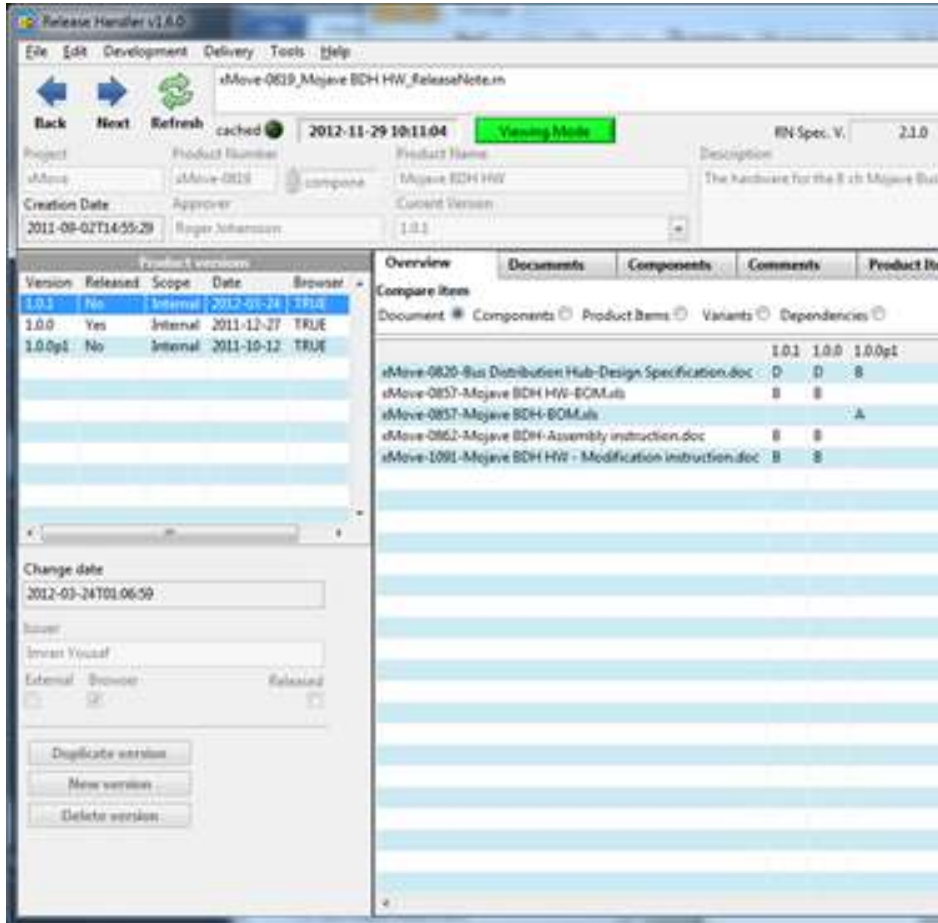 Release Handler v1.6.0
File Edit Development Delivery Tools Help
xMove-0819_Mojave BDH HW_ReleaseNote.rn
Back Next Refresh cached 2012-11-29 10:11:04 Viewing Mode RN Spec. V. 2.1.0
Project Product Number Product Name Description
xMove xMove-0819 compone Mojave BDH HW The hardware for the 8 ch Mojave Bus
Creation Date Approver Current Version
2011-09-02T14:55:29 Roger Johansson 1.0.1
Product versions
Version Released Scope Date Browser
1.0.1 No Internal 2012-03-24 TRUE
1.0.0 Yes Internal 2011-12-27 TRUE
1.0.0p1 No Internal 2011-10-12 TRUE
Change date
2012-03-24T01:06:59
Issuer
Imran Yousaf
External Browser Released
Duplicate version
New version
Delete version
Overview Documents Components Comments Product Ite
Compare Item
Document Components Product Items Variants Dependencies
1.0.1 1.0.0 1.0.0p1
xMove-0820-Bus Distribution Hub-Design Specification.doc D D B
xMove-0857-Mojave BDH HW-BOM.xls B B
xMove-0857-Mojave BDH-BOM.xls A
xMove-0862-Mojave BDH-Assembly instruction.doc B B
xMove-1091-Mojave BDH HW - Modification instruction.doc B B